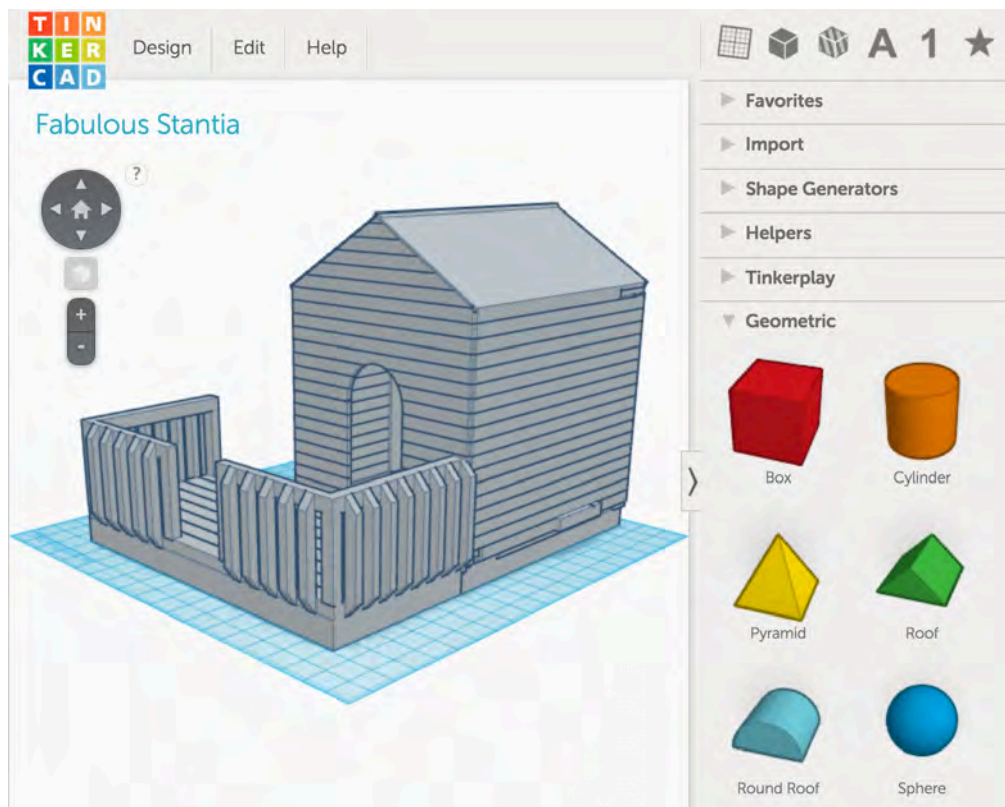 TIN
KER
CAD
Design Edit Help
A 1
Fabulous Stantia
?
+
-
Favorites
Import
Shape Generators
Helpers
Tinkerplay
Geometric
Box Cylinder
Pyramid Roof
Round Roof Sphere